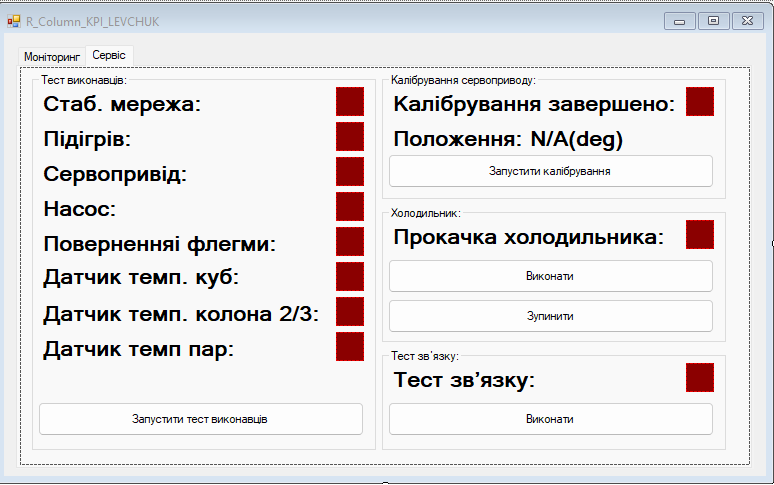 R_Column_KPI_LEVCHUK
Моніторинг
Сервіс
Тест виконавців:
Стаб. мережа:
Підігрів:
Сервопривід:
Насос:
Поверненняі флегми:
Датчик темп. куб:
Датчик темп. колона 2/3:
Датчик темп пар:
Запустити тест виконавців
Калібрування сервоприводу:
Калібрування завершено:
Положення: N/A(deg)
Запустити калібрування
Холодильник:
Прокачка холодильника:
Виконати
Зупинити
Тест зв'язку:
Тест зв'язку:
Виконати